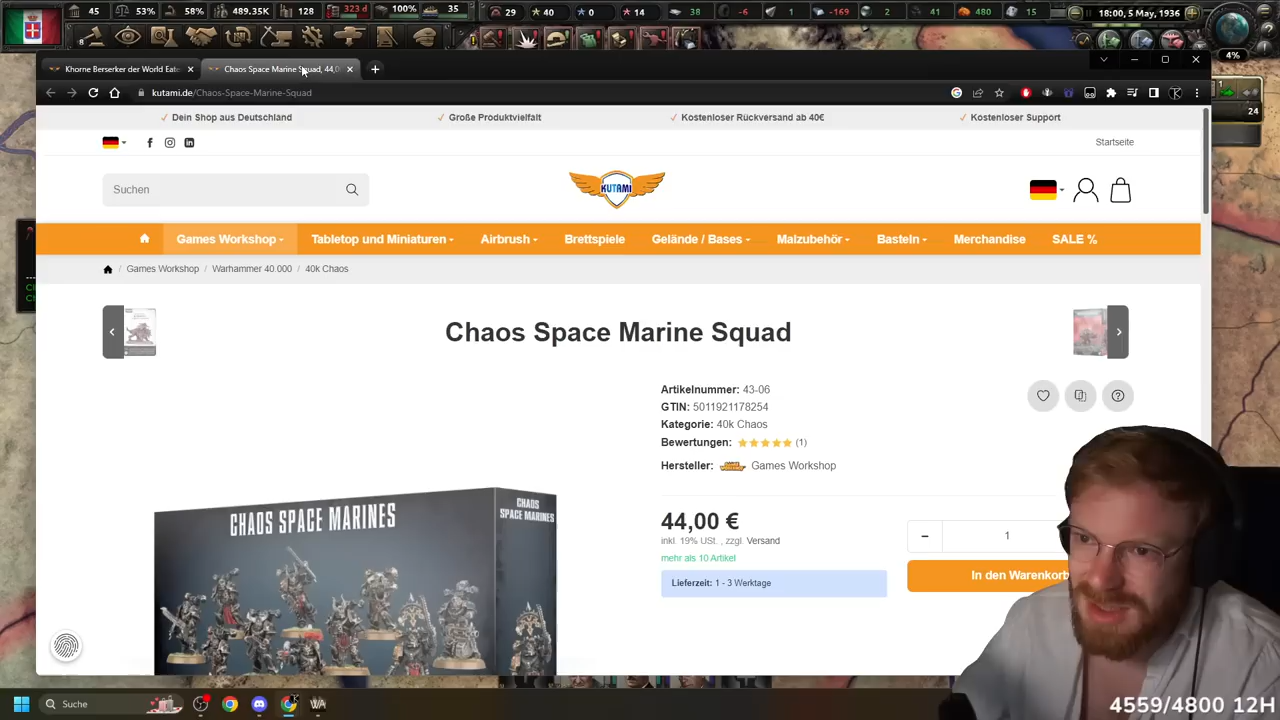 45 53% 58% 489.35K 128 323 d 100% 35 29 40 0 14 38 -6 1 -169 2 41 480 15 18:00, 5 May, 1936
8
4%
Khorne Berserker der World Eate
Chaos Space Marine Squad, 44,0
24
kutami.de/Chaos-Space-Marine-Squad
Dein Shop aus Deutschland
Große Produktvielfalt
Kostenloser Rückversand ab 40€
Kostenloser Support
Startseite
Suchen
KUTAMI
Games Workshop
Tabletop und Miniaturen
Airbrush
Brettspiele
Gelände / Bases
Malzubehör
Basteln
Merchandise
SALE %
/ Games Workshop / Warhammer 40.000 / 40k Chaos
Chaos Space Marine Squad
Artikelnummer: 43-06
GTIN: 5011921178254
Kategorie: 40k Chaos
Bewertungen: (1)
Hersteller: Games Workshop
CHAOS SPACE MARINES
CHAOS
SPACE MARINES
44,00 €
inkl. 19% USt. , zzgl. Versand
mehr als 10 Artikel
Lieferzeit: 1 - 3 Werktage
− 1
In den Warenkorb
Suche
4559/4800 12H